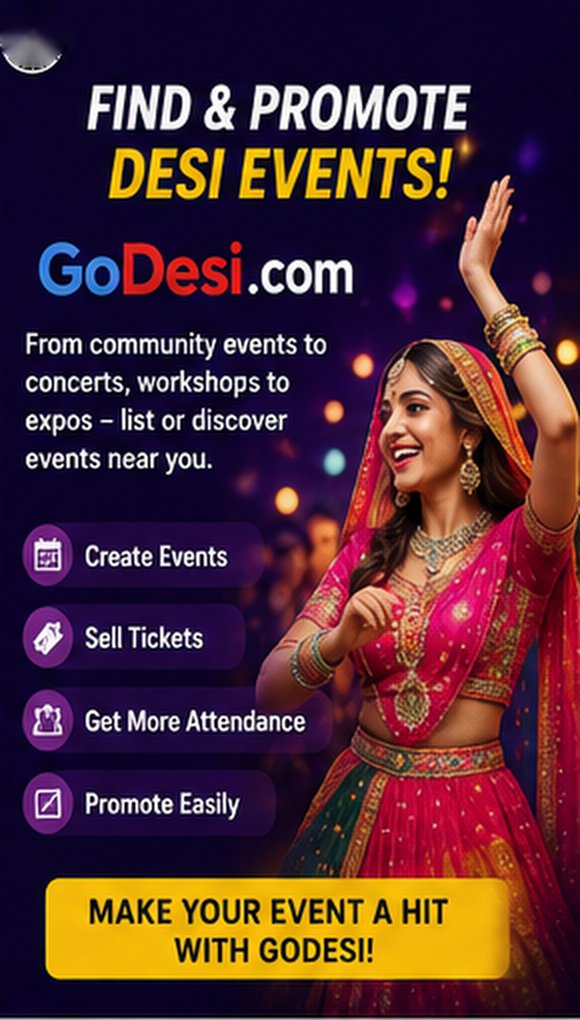 FIND & PROMOTE
DESI EVENTS!
GoDesi.com
From community events to
concerts, workshops to
expos – list or discover
events near you.
Create Events
Sell Tickets
Get More Attendance
Promote Easily
MAKE YOUR EVENT A HIT
WITH GODESI!